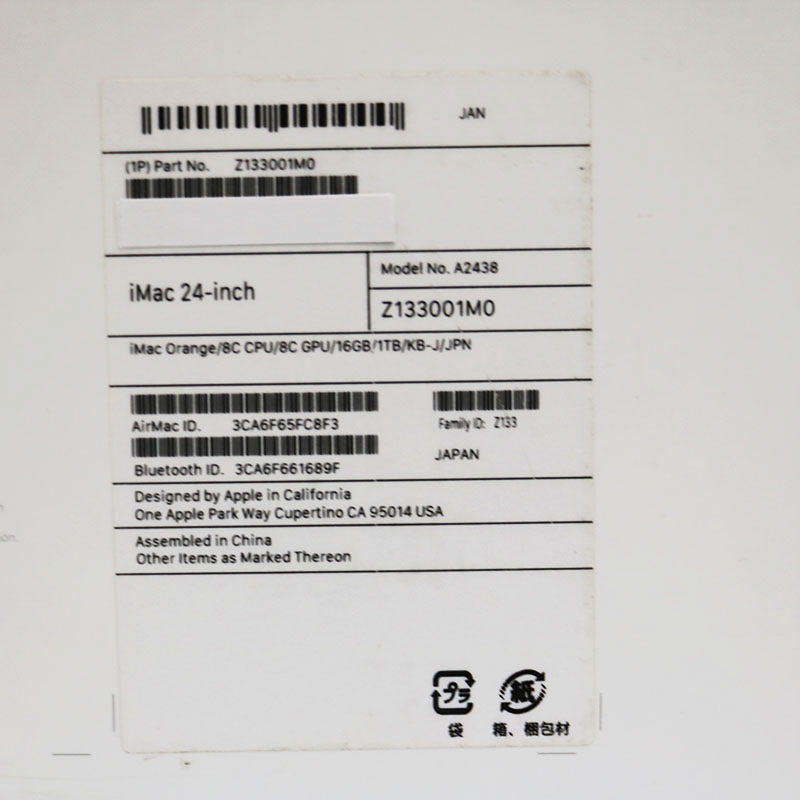 JAN
(1P) Part No. Z133001M0
iMac 24-inch
Model No. A2438
Z133001M0
iMac Orange/8C CPU/8C GPU/16GB/1TB/KB-J/JPN
AirMac ID. 3CA6F65FC8F3
Family ID: Z133
Bluetooth ID. 3CA6F661689F
JAPAN
Designed by Apple in California
One Apple Park Way Cupertino CA 95014 USA
Assembled in China
Other Items as Marked Thereon
プラ 紙
袋 箱、梱包材